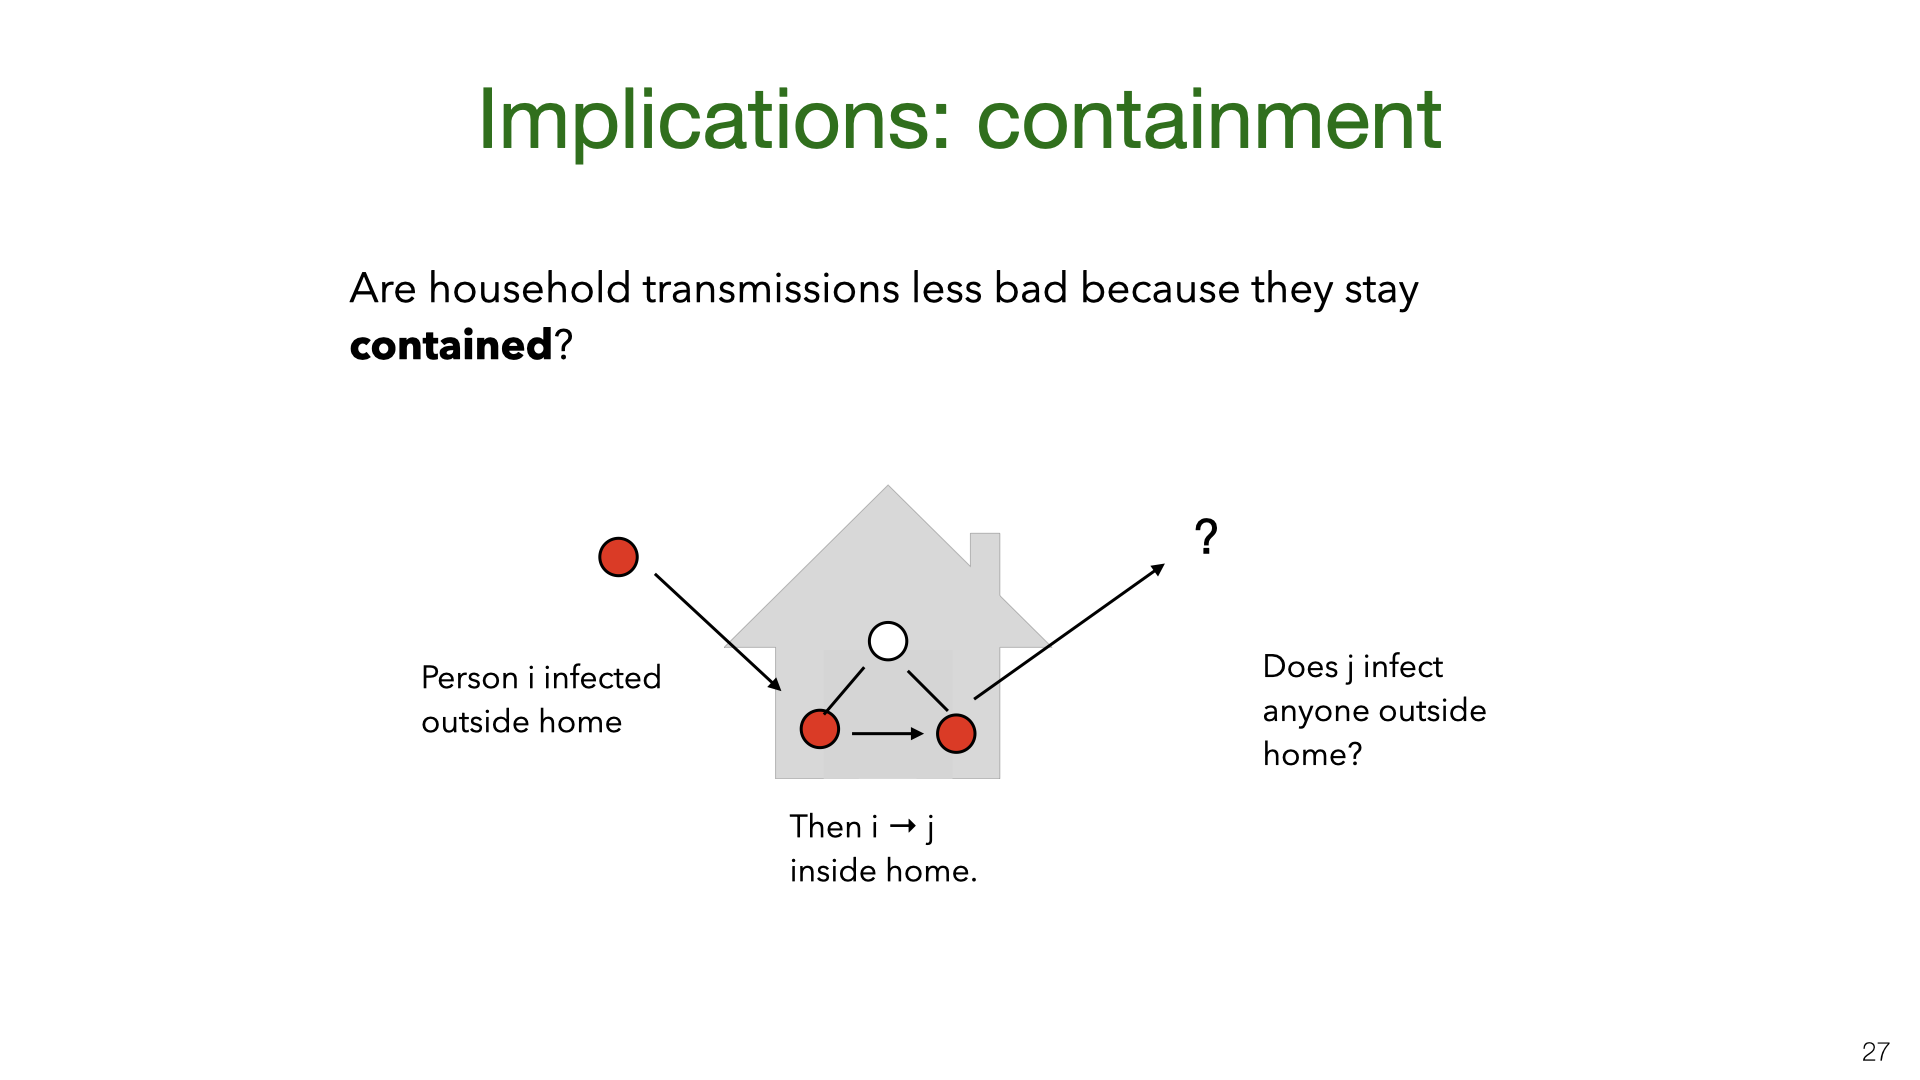 Implications: containment
Are household transmissions less bad because they stay
contained?
?
Person i infected
outside home
Does j infect
anyone outside
home?
Then i → j
inside home.
27